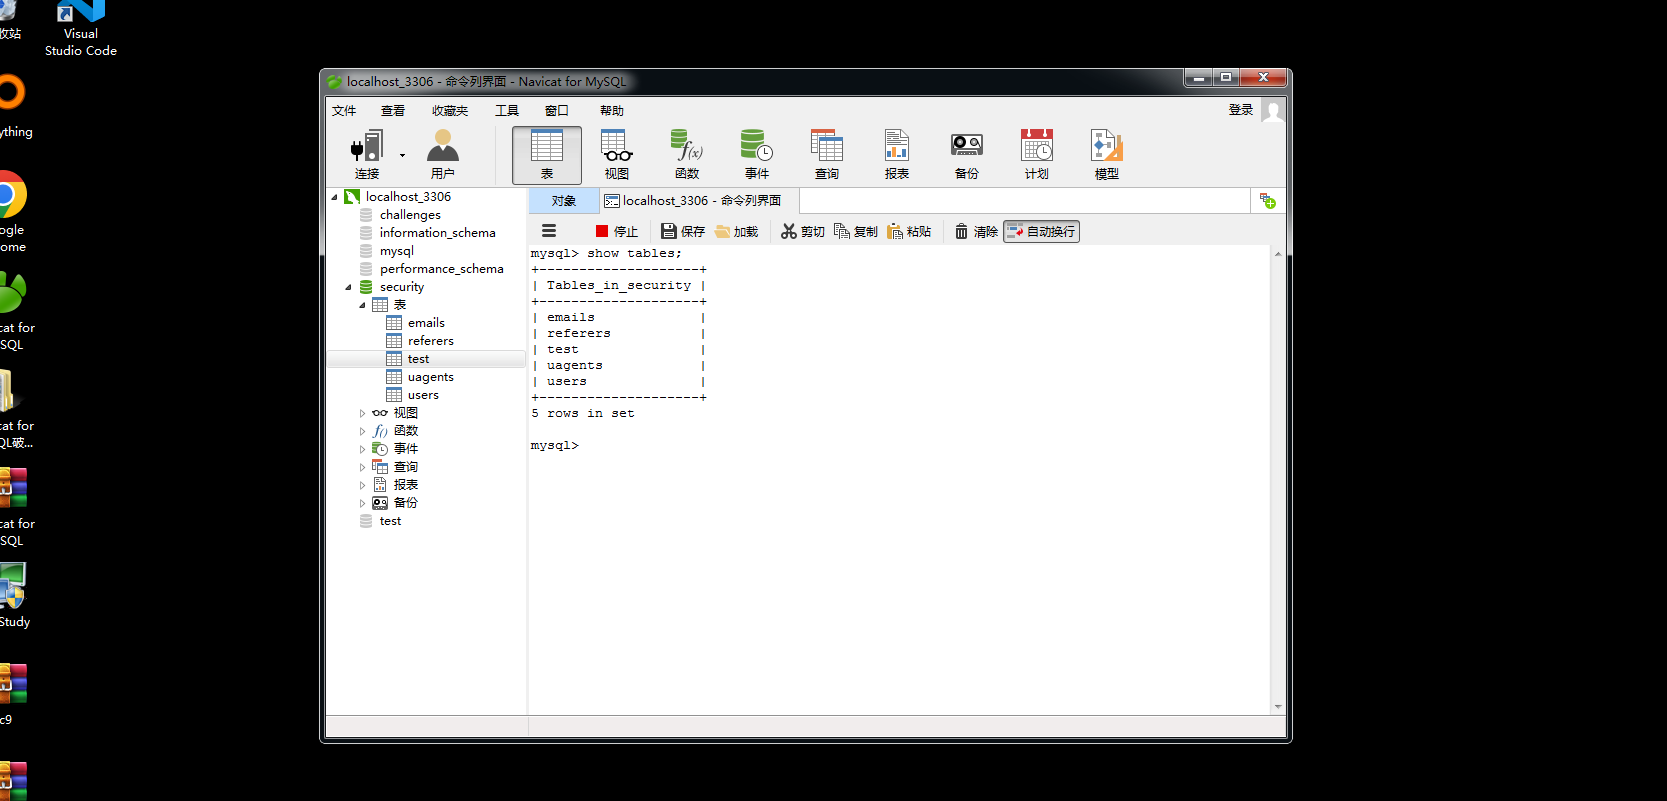 收站
Visual
Studio Code
ything
ogle
ome
cat for
SQL
cat for
QL破...
cat for
SQL
Study
c9
localhost_3306 - 命令列界面 - Navicat for MySQL
文件 查看 收藏夹 工具 窗口 帮助 登录
连接 用户 表 视图 函数 事件 查询 报表 备份 计划 模型
localhost_3306
challenges
information_schema
mysql
performance_schema
security
表
emails
referers
test
uagents
users
视图
函数
事件
查询
报表
备份
test
对象 localhost_3306 - 命令列界面
停止 保存 加载 剪切 复制 粘贴 清除 自动换行
mysql> show tables;
+--------------------+
| Tables_in_security |
+--------------------+
| emails             |
| referers           |
| test               |
| uagents            |
| users              |
+--------------------+
5 rows in set
mysql>